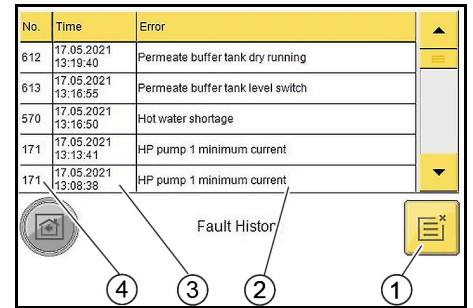 No. Time Error
612 17.05.2021 13:19:40 Permeate buffer tank dry running
613 17.05.2021 13:16:55 Permeate buffer tank level switch
570 17.05.2021 13:16:50 Hot water shortage
171 17.05.2021 13:13:41 HP pump 1 minimum current
171 17.05.2021 13:08:38 HP pump 1 minimum current
Fault History
4 3 2 1